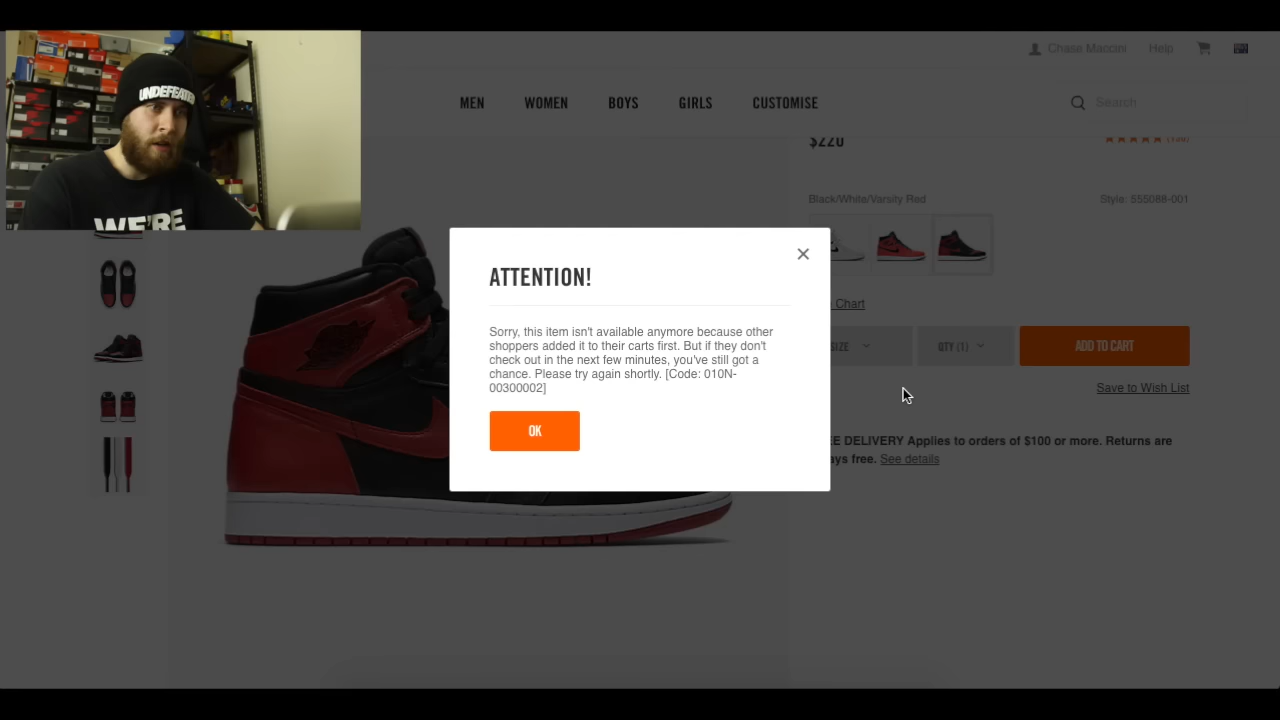 UNDEFEATED
WE'RE
Chase Maccini Help
MEN WOMEN BOYS GIRLS CUSTOMISE
Search
$220
Black/White/Varsity Red Style: 555088-001
Chart
SIZE QTY (1) ADD TO CART
Save to Wish List
DELIVERY Applies to orders of $100 or more. Returns are
free. See details
ATTENTION!
Sorry, this item isn't available anymore because other
shoppers added it to their carts first. But if they don't
check out in the next few minutes, you've still got a
chance. Please try again shortly. [Code: 010N-
00300002]
OK